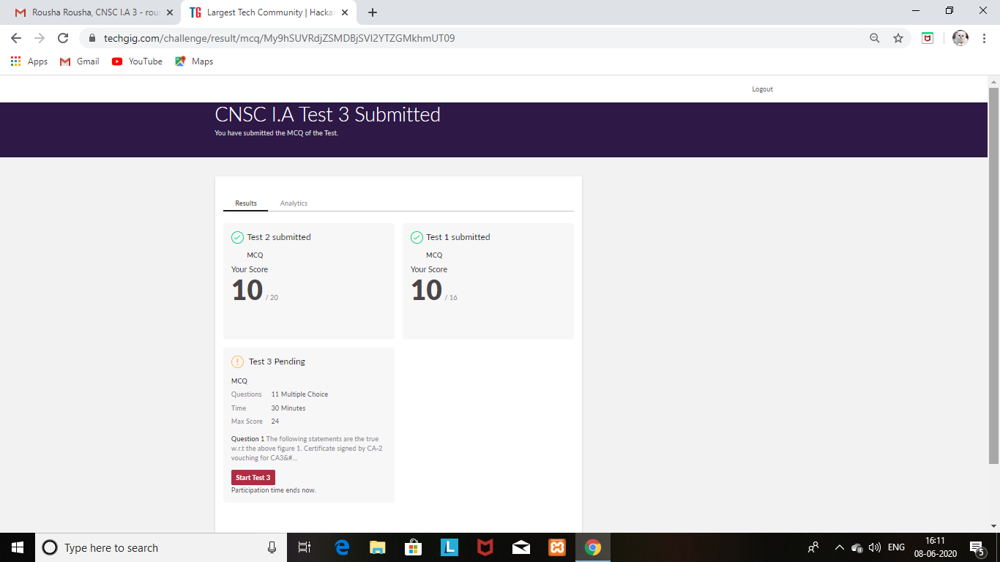 Rousha Rousha, CNSC I.A 3 - rous
Largest Tech Community | Hackat
techgig.com/challenge/result/mcq/My9hSUVRdjZSMDBjSVI2YTZGMkhmUT09
Apps Gmail YouTube Maps
Logout
CNSC I.A Test 3 Submitted
You have submitted the MCQ of the Test.
Results Analytics
Test 2 submitted
MCQ
Your Score
10 / 20
Test 1 submitted
MCQ
Your Score
10 / 16
Test 3 Pending
MCQ
Questions 11 Multiple Choice
Time 30 Minutes
Max Score 24
Question 1 The following statements are the true
w.r.t the above figure 1. Certificate signed by CA-2
vouching for CA3&#...
Start Test 3
Participation time ends now.
Type here to search
ENG
16:11
08-06-2020
5